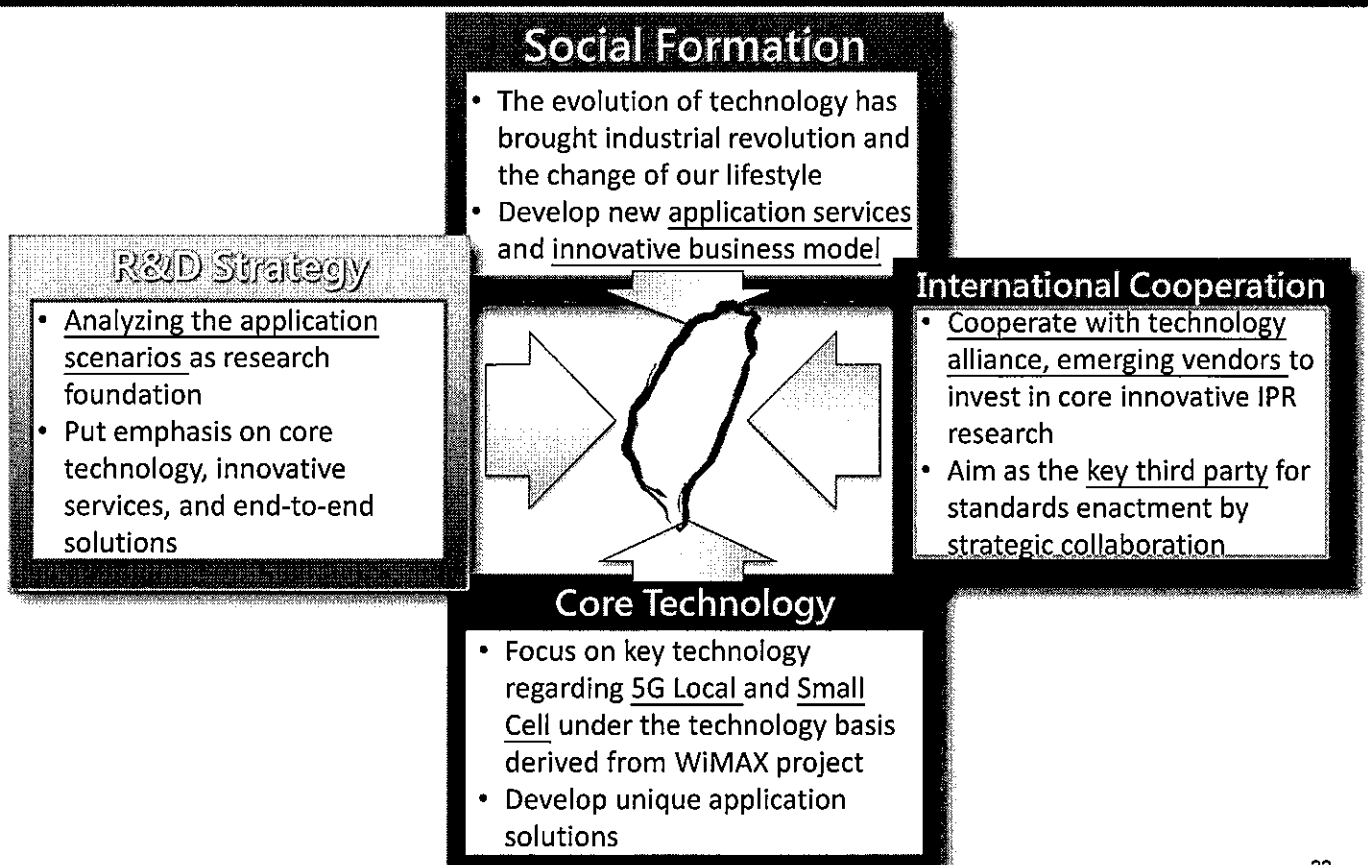 Social Formation
• The evolution of technology has
brought industrial revolution and
the change of our lifestyle
• Develop new application services
and innovative business model
R&D Strategy
• Analyzing the application
scenarios as research
foundation
• Put emphasis on core
technology, innovative
services, and end-to-end
solutions
International Cooperation
• Cooperate with technology
alliance, emerging vendors to
invest in core innovative IPR
research
• Aim as the key third party for
standards enactment by
strategic collaboration
Core Technology
• Focus on key technology
regarding 5G Local and Small
Cell under the technology basis
derived from WiMAX project
• Develop unique application
solutions